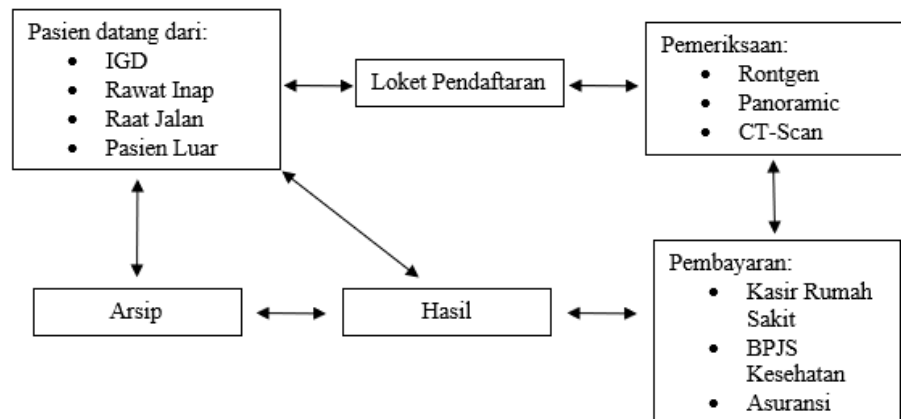 Pasien datang dari:
• IGD
• Rawat Inap
• Raat Jalan
• Pasien Luar
Loket Pendaftaran
Pemeriksaan:
• Rontgen
• Panoramic
• CT-Scan
Arsip
Hasil
Pembayaran:
• Kasir Rumah
Sakit
• BPJS
Kesehatan
• Asuransi